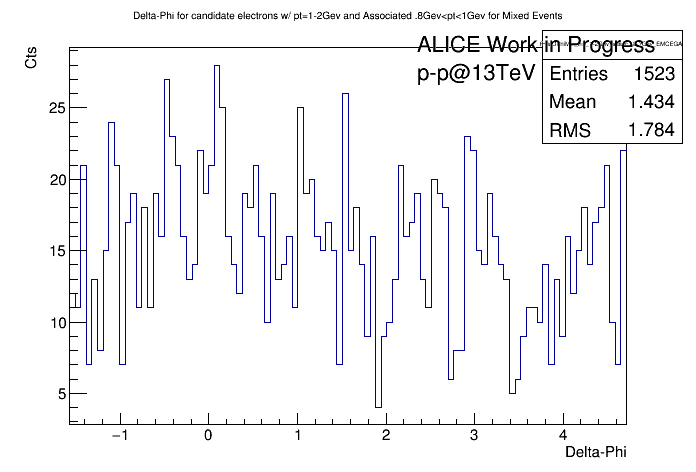 Delta-Phi for candidate electrons w/ pt=1-2Gev and Associated .8Gev<pt<1Gev for Mixed Events
ALICE Work in Progress
p-p@13TeV
EMCEGA
Entries 1523
Mean 1.434
RMS 1.784
Cts
25
20
15
10
5
−1 0 1 2 3 4
Delta-Phi